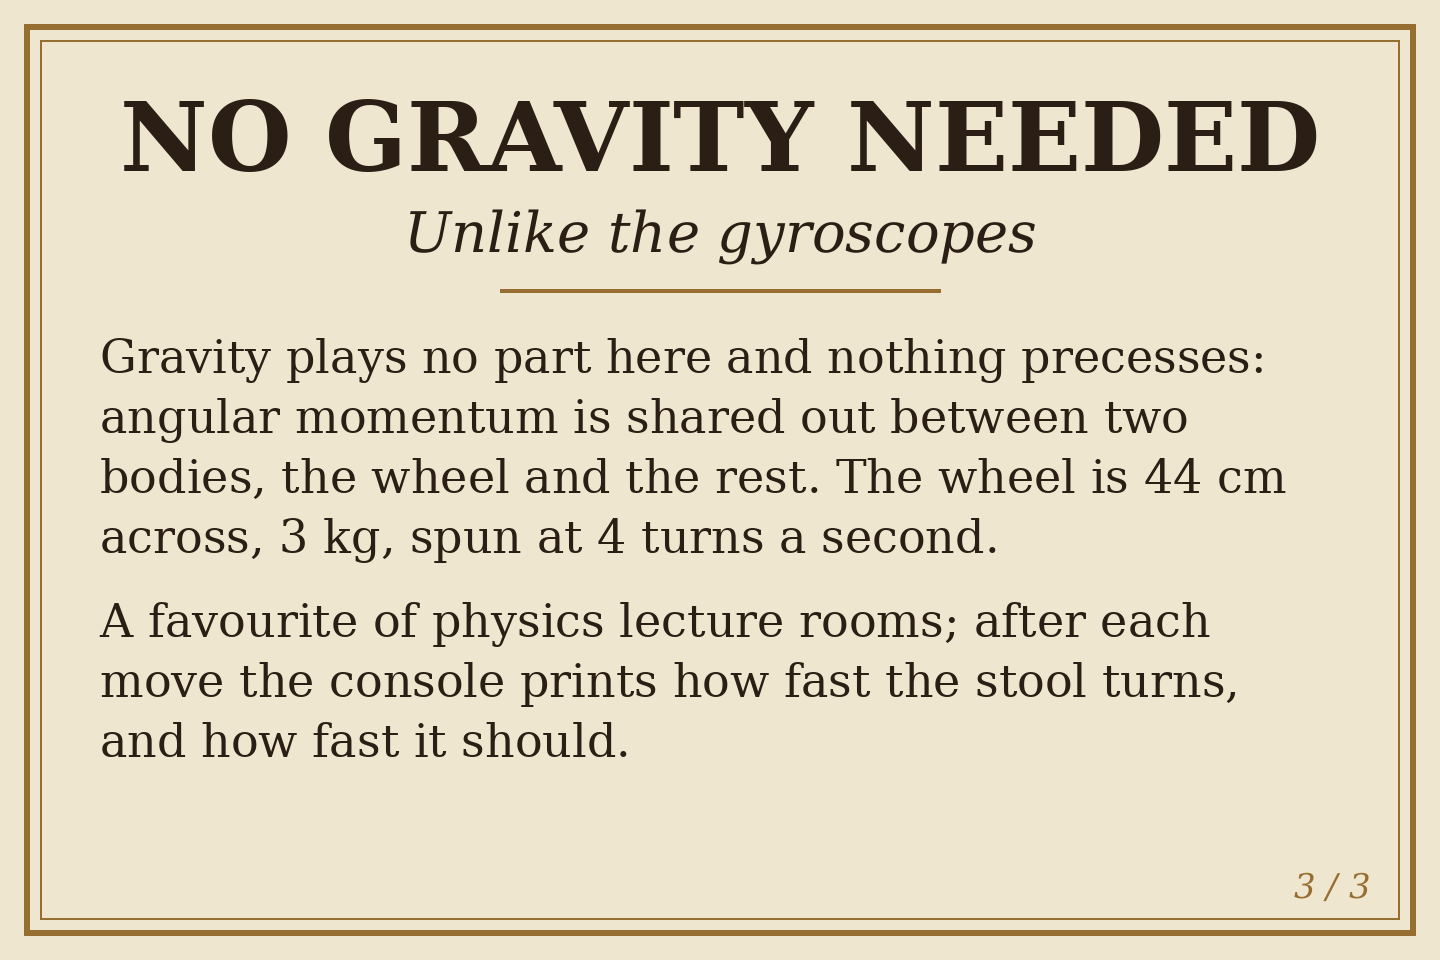 NO GRAVITY NEEDED
Unlike the gyroscopes
Gravity plays no part here and nothing precesses:
angular momentum is shared out between two
bodies, the wheel and the rest. The wheel is 44 cm
across, 3 kg, spun at 4 turns a second.
A favourite of physics lecture rooms; after each
move the console prints how fast the stool turns,
and how fast it should.
3 / 3